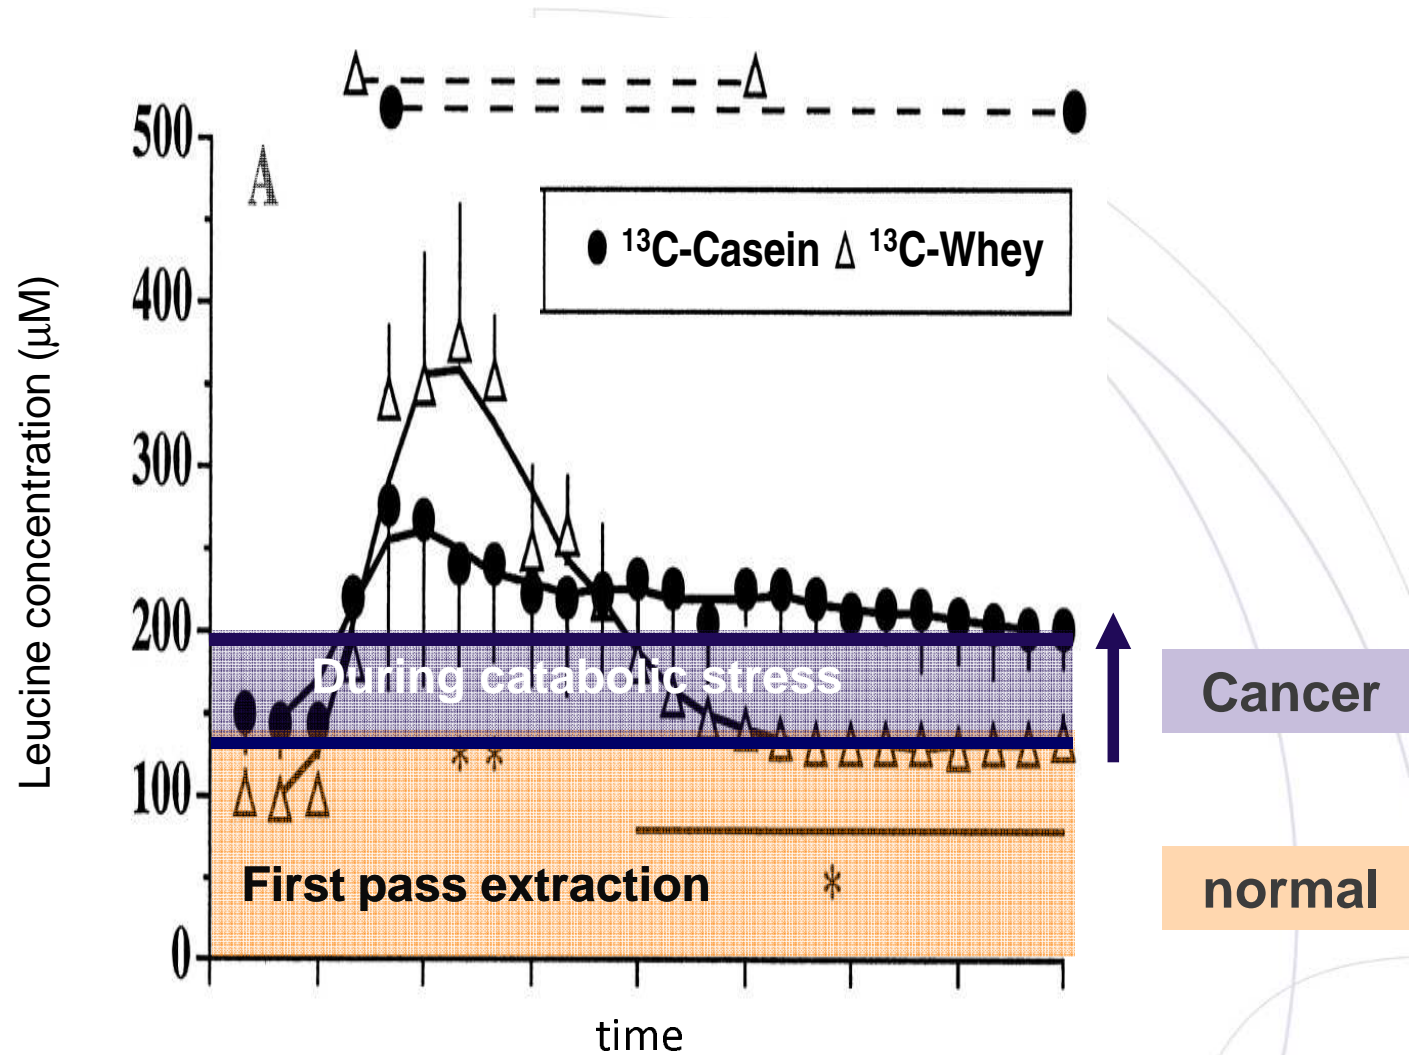 500
A
¹³C-Casein ¹³C-Whey
400
Leucine concentration (µM)
300
200
During catabolic stress
Cancer
* *
100
First pass extraction
*
normal
0
time